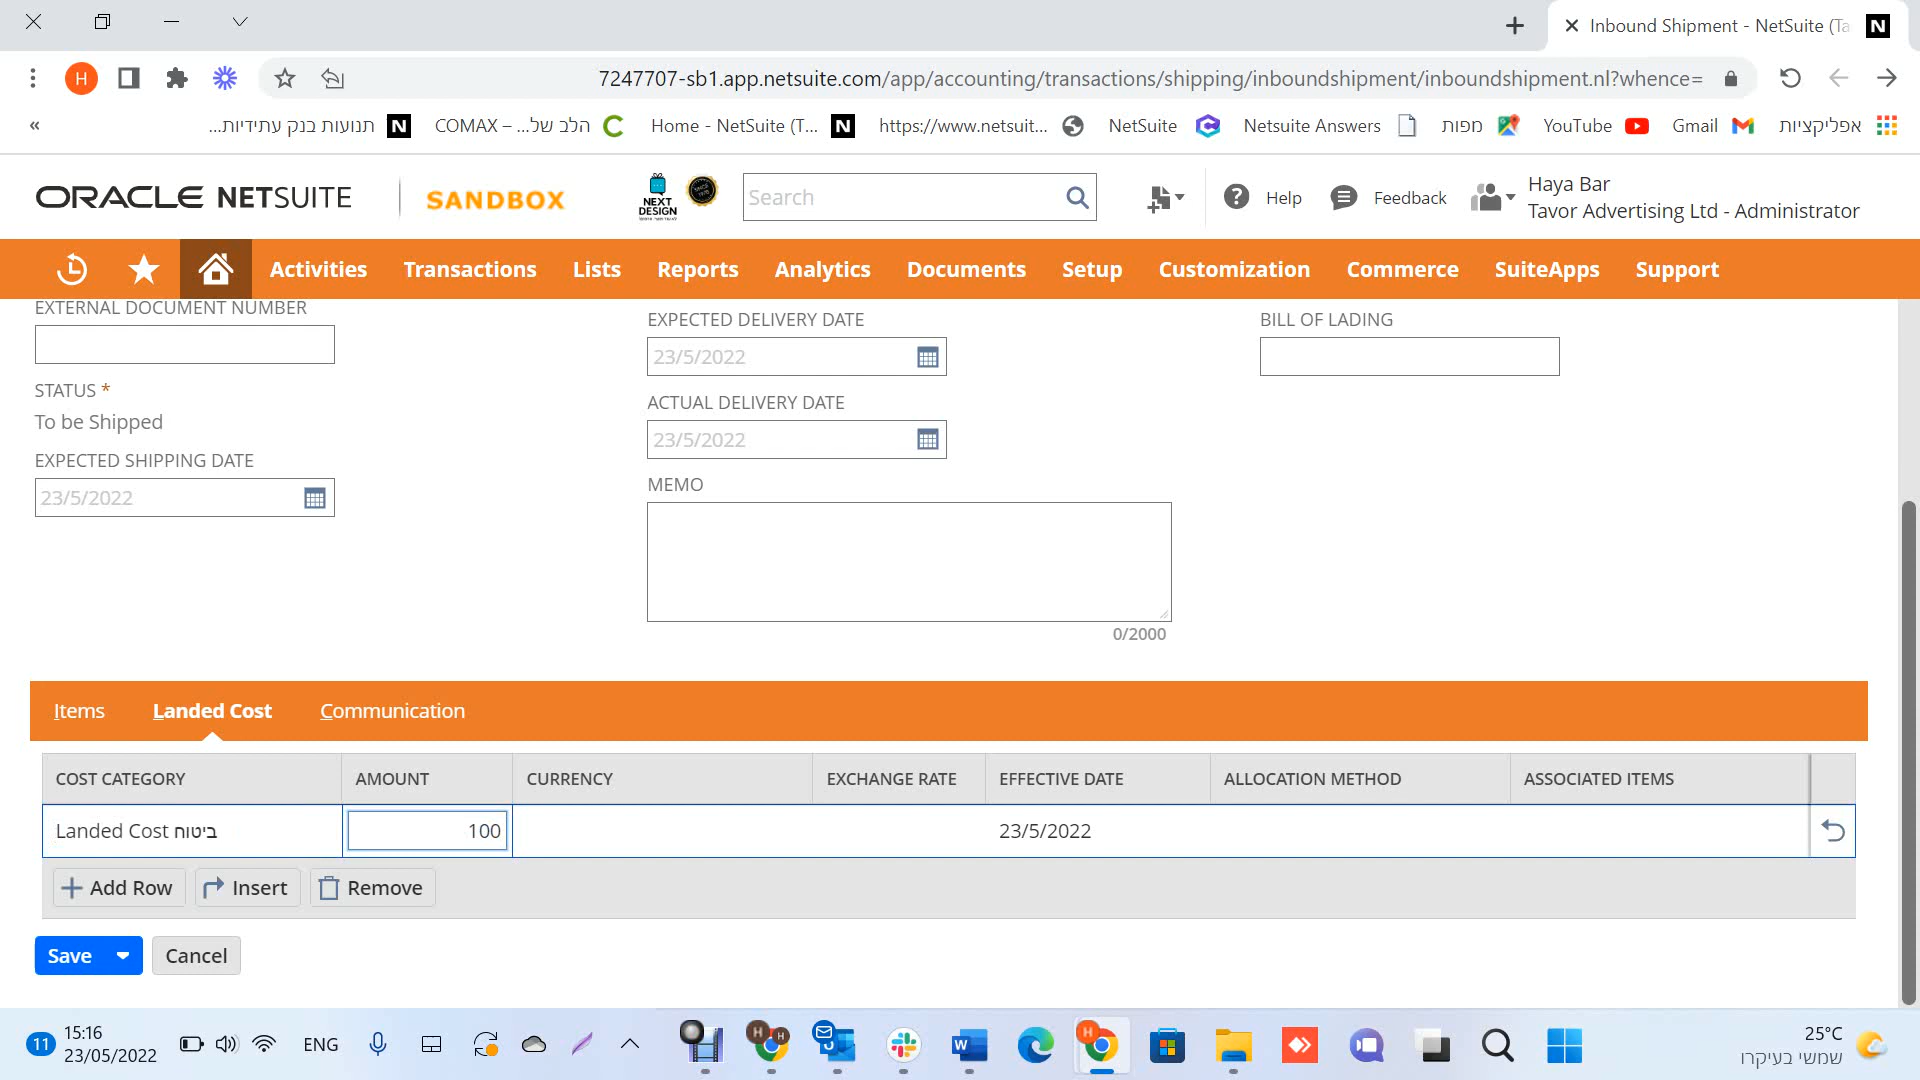 Inbound Shipment - NetSuite (Ta
H
7247707-sb1.app.netsuite.com/app/accounting/transactions/shipping/inboundshipment/inboundshipment.nl?whence=
«
תנועות בנק עתידיות...
COMAX – הלב של...
Home - NetSuite (T...
https://www.netsuit...
NetSuite
Netsuite Answers
מפות
YouTube
Gmail
אפליקציות
ORACLE NETSUITE
SANDBOX
NEXT
DESIGN
Search
Help
Feedback
Haya Bar
Tavor Advertising Ltd - Administrator
Activities
Transactions
Lists
Reports
Analytics
Documents
Setup
Customization
Commerce
SuiteApps
Support
EXTERNAL DOCUMENT NUMBER
STATUS *
To be Shipped
EXPECTED SHIPPING DATE
23/5/2022
EXPECTED DELIVERY DATE
23/5/2022
ACTUAL DELIVERY DATE
23/5/2022
MEMO
0/2000
BILL OF LADING
Items
Landed Cost
Communication
COST CATEGORY
AMOUNT
CURRENCY
EXCHANGE RATE
EFFECTIVE DATE
ALLOCATION METHOD
ASSOCIATED ITEMS
Landed Cost ביטוח
100
23/5/2022
Add Row
Insert
Remove
Save
Cancel
11
15:16
23/05/2022
ENG
25°C
שמשי בעיקרו